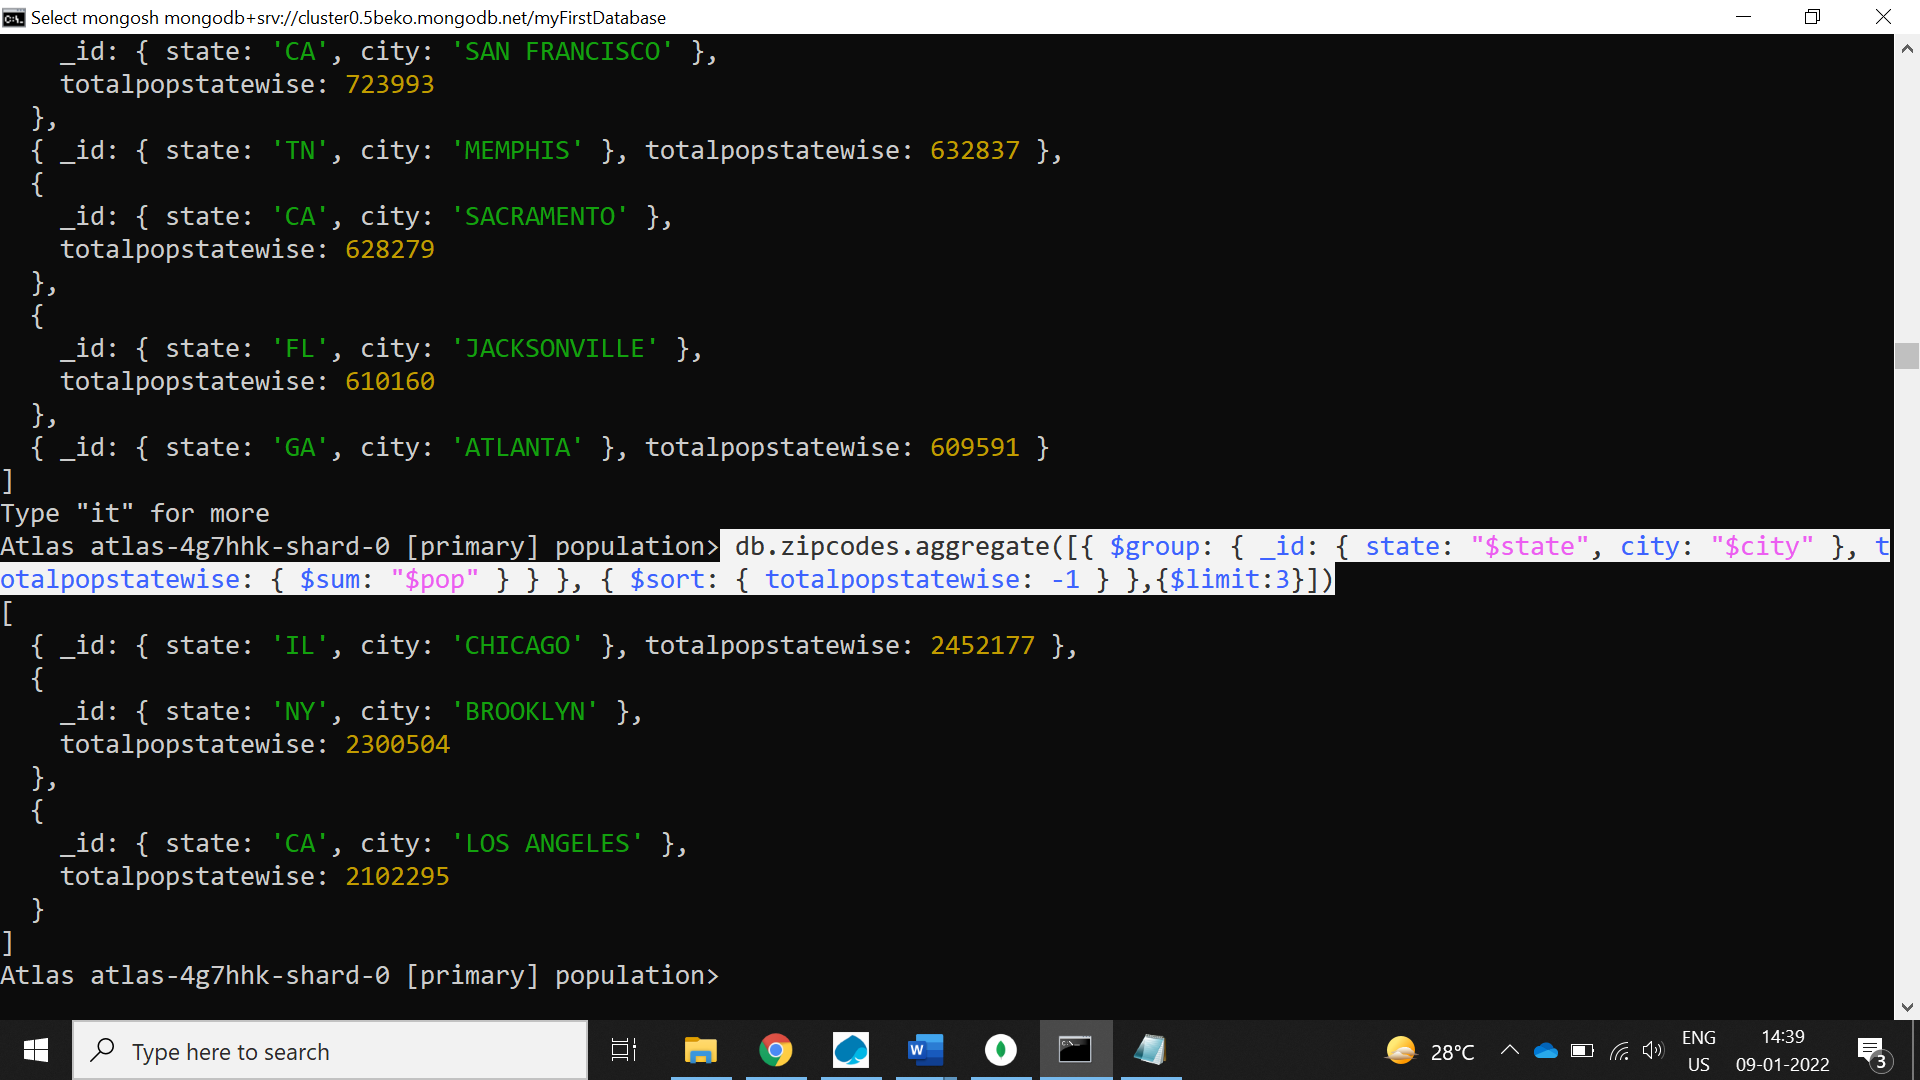 Select mongosh mongodb+srv://cluster0.5beko.mongodb.net/myFirstDatabase
_id: { state: 'CA', city: 'SAN FRANCISCO' },
totalpopstatewise: 723993
},
{ _id: { state: 'TN', city: 'MEMPHIS' }, totalpopstatewise: 632837 },
{
_id: { state: 'CA', city: 'SACRAMENTO' },
totalpopstatewise: 628279
},
{
_id: { state: 'FL', city: 'JACKSONVILLE' },
totalpopstatewise: 610160
},
{ _id: { state: 'GA', city: 'ATLANTA' }, totalpopstatewise: 609591 }
]
Type "it" for more
Atlas atlas-4g7hhk-shard-0 [primary] population> db.zipcodes.aggregate([{ $group: { _id: { state: "$state", city: "$city" }, t
otalpopstatewise: { $sum: "$pop" } } }, { $sort: { totalpopstatewise: -1 } },{$limit:3}])
[
{ _id: { state: 'IL', city: 'CHICAGO' }, totalpopstatewise: 2452177 },
{
_id: { state: 'NY', city: 'BROOKLYN' },
totalpopstatewise: 2300504
},
{
_id: { state: 'CA', city: 'LOS ANGELES' },
totalpopstatewise: 2102295
}
]
Atlas atlas-4g7hhk-shard-0 [primary] population>
Type here to search
28°C
ENG
US
14:39
09-01-2022
3